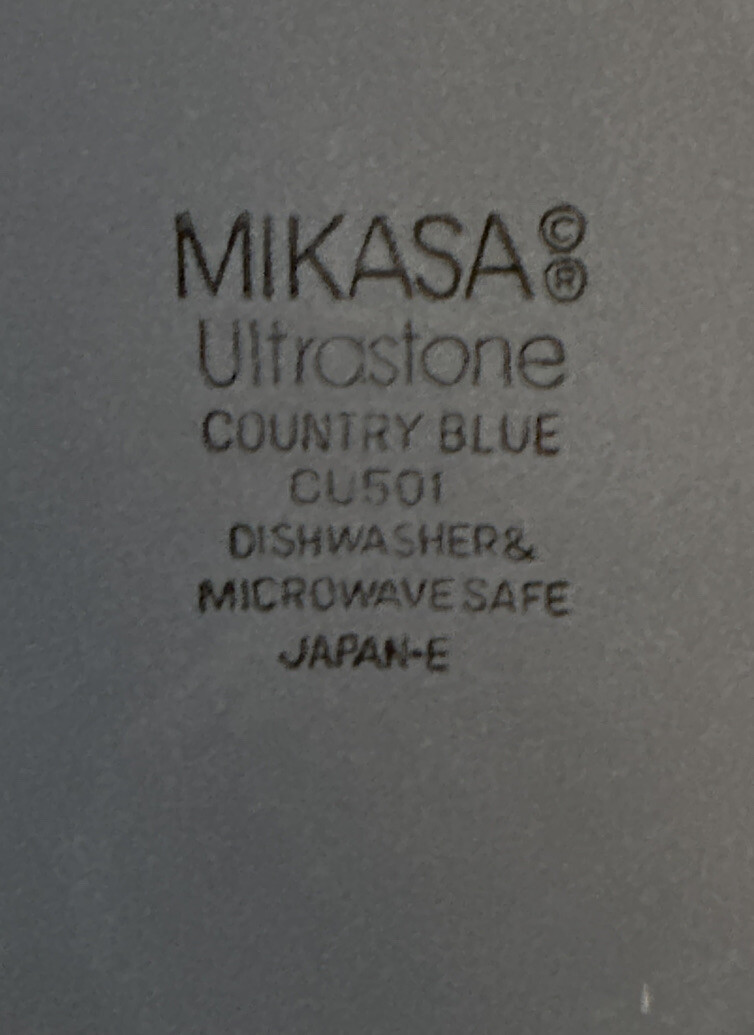 MIKASA©®
Ultrastone
COUNTRY BLUE
CU501
DISHWASHER&
MICROWAVE SAFE
JAPAN-E